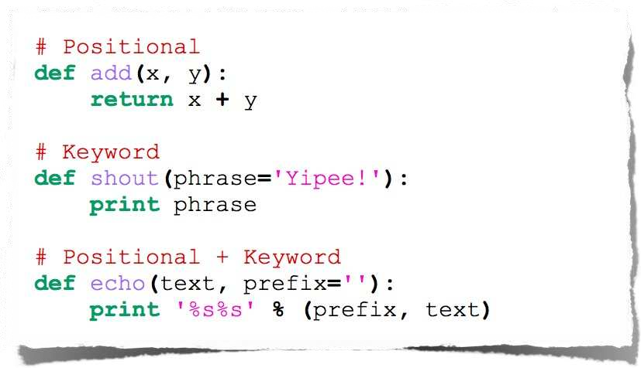 # Positional
def add(x, y):
    return x + y
# Keyword
def shout(phrase='Yipee!'):
    print phrase
# Positional + Keyword
def echo(text, prefix=''):
    print '%s%s' % (prefix, text)